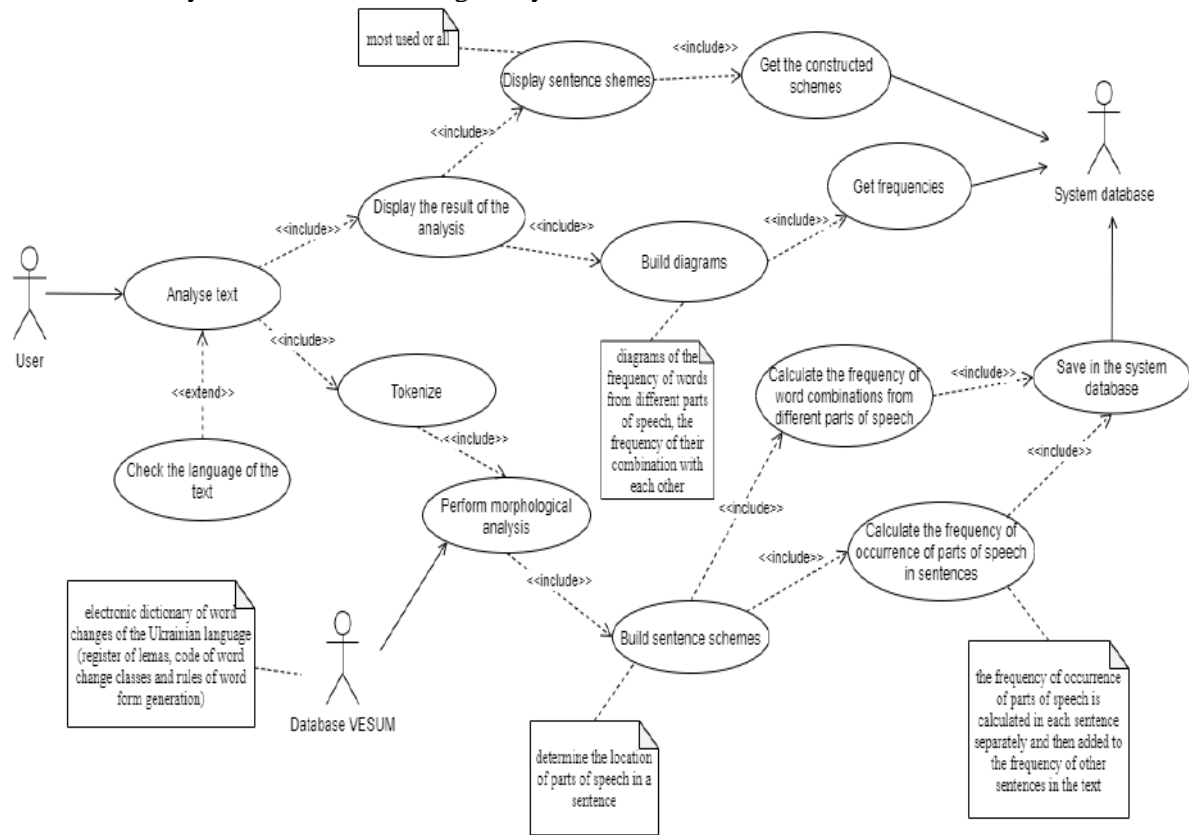 most used or all
Display sentence shemes
<<include>>
Get the constructed
schemes
System database
<<include>>
Display the result of the
analysis
<<include>>
<<include>>
Build diagrams
<<include>>
Get frequencies
User
Analyse text
<<include>>
<<extend>>
Check the language of the
text
Tokenize
<<include>>
Perform morphological
analysis
diagrams of the
frequency of words
from different parts
of speech, the
frequency of their
combination with
each other
Calculate the frequency of
word combinations from
different parts of speech
<<include>>
Save in the system
database
<<include>>
<<include>>
Calculate the frequency of
occurrence of parts of speech
in sentences
<<include>>
<<include>>
Build sentence schemes
electronic dictionary of word
changes of the Ukrainian language
(register of lemas, code of word
change classes and rules of word
form generation)
Database VESUM
determine the location
of parts of speech in a
sentence
the frequency of occurrence
of parts of speech is
calculated in each sentence
separately and then added to
the frequency of other
sentences in the text